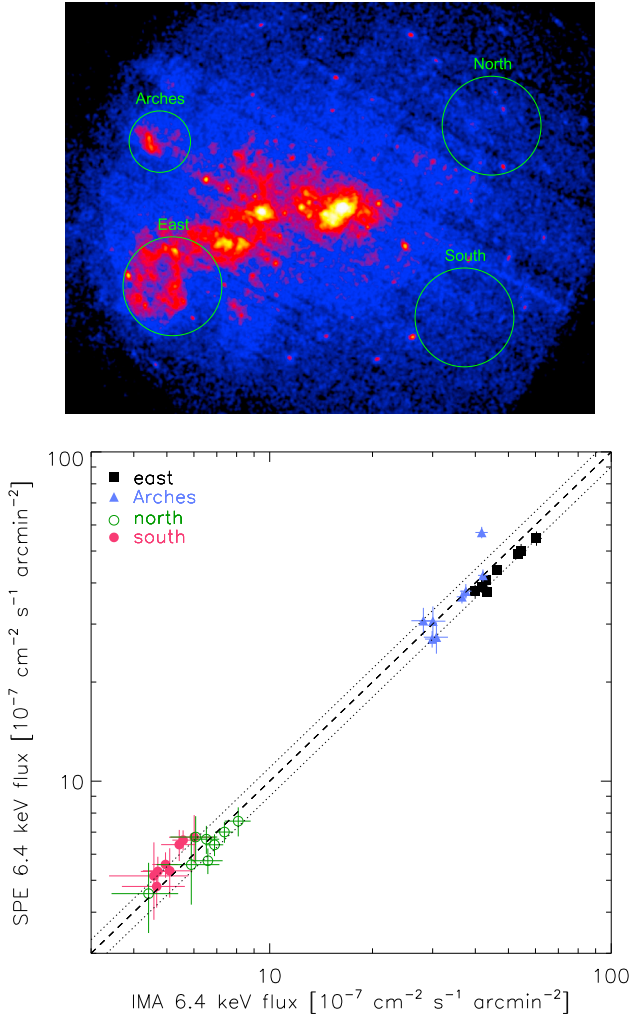 North
Arches
East
South
100
east
Arches
north
south
10
SPE 6.4 keV flux [10⁻⁷ cm⁻² s⁻¹ arcmin⁻²]
10
100
IMA 6.4 keV flux [10⁻⁷ cm⁻² s⁻¹ arcmin⁻²]